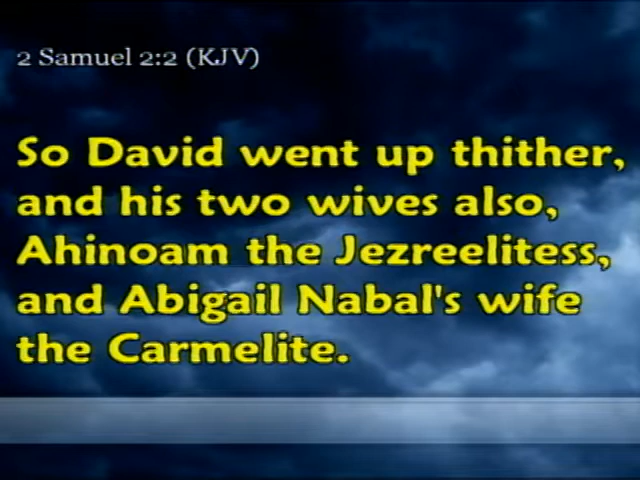 2 Samuel 2:2 (KJV)
So David went up thither,
and his two wives also,
Ahinoam the Jezreelitess,
and Abigail Nabal's wife
the Carmelite.